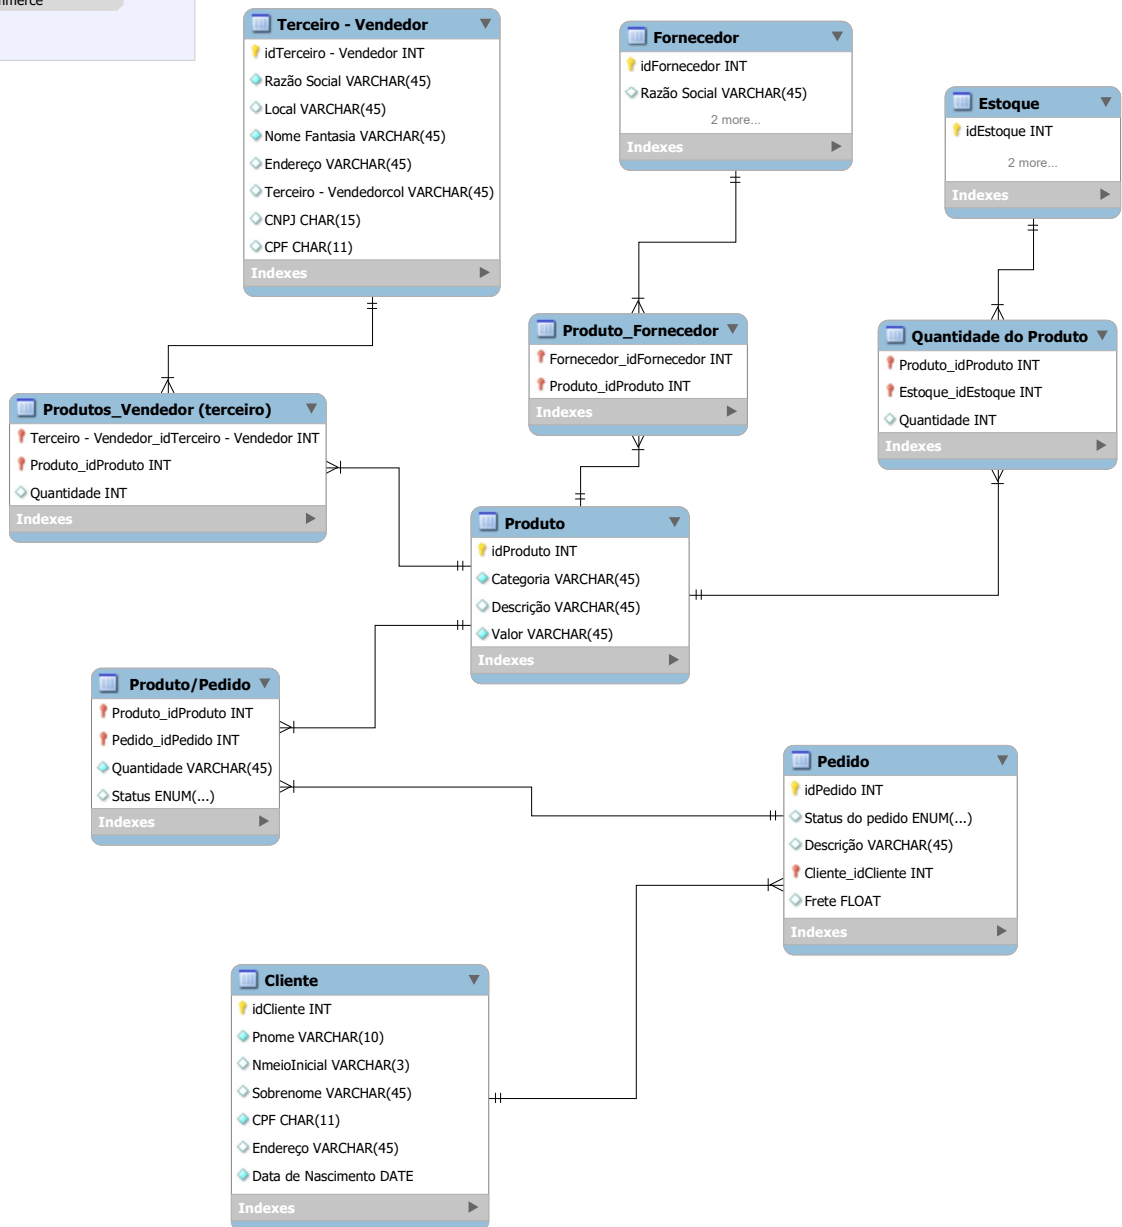 Terceiro - Vendedor
idTerceiro - Vendedor INT
Razão Social VARCHAR(45)
Local VARCHAR(45)
Nome Fantasia VARCHAR(45)
Endereço VARCHAR(45)
Terceiro - Vendedorcol VARCHAR(45)
CNPJ CHAR(15)
CPF CHAR(11)
Indexes
Fornecedor
idFornecedor INT
Razão Social VARCHAR(45)
2 more...
Indexes
Estoque
idEstoque INT
2 more...
Indexes
Produto_Fornecedor
Fornecedor_idFornecedor INT
Produto_idProduto INT
Indexes
Quantidade do Produto
Produto_idProduto INT
Estoque_idEstoque INT
Quantidade INT
Indexes
Produtos_Vendedor (terceiro)
Terceiro - Vendedor_idTerceiro - Vendedor INT
Produto_idProduto INT
Quantidade INT
Indexes
Produto
idProduto INT
Categoria VARCHAR(45)
Descrição VARCHAR(45)
Valor VARCHAR(45)
Indexes
Produto/Pedido
Produto_idProduto INT
Pedido_idPedido INT
Quantidade VARCHAR(45)
Status ENUM(...)
Indexes
Pedido
idPedido INT
Status do pedido ENUM(...)
Descrição VARCHAR(45)
Cliente_idCliente INT
Frete FLOAT
Indexes
Cliente
idCliente INT
Pnome VARCHAR(10)
NmeioInicial VARCHAR(3)
Sobrenome VARCHAR(45)
CPF CHAR(11)
Endereço VARCHAR(45)
Data de Nascimento DATE
Indexes